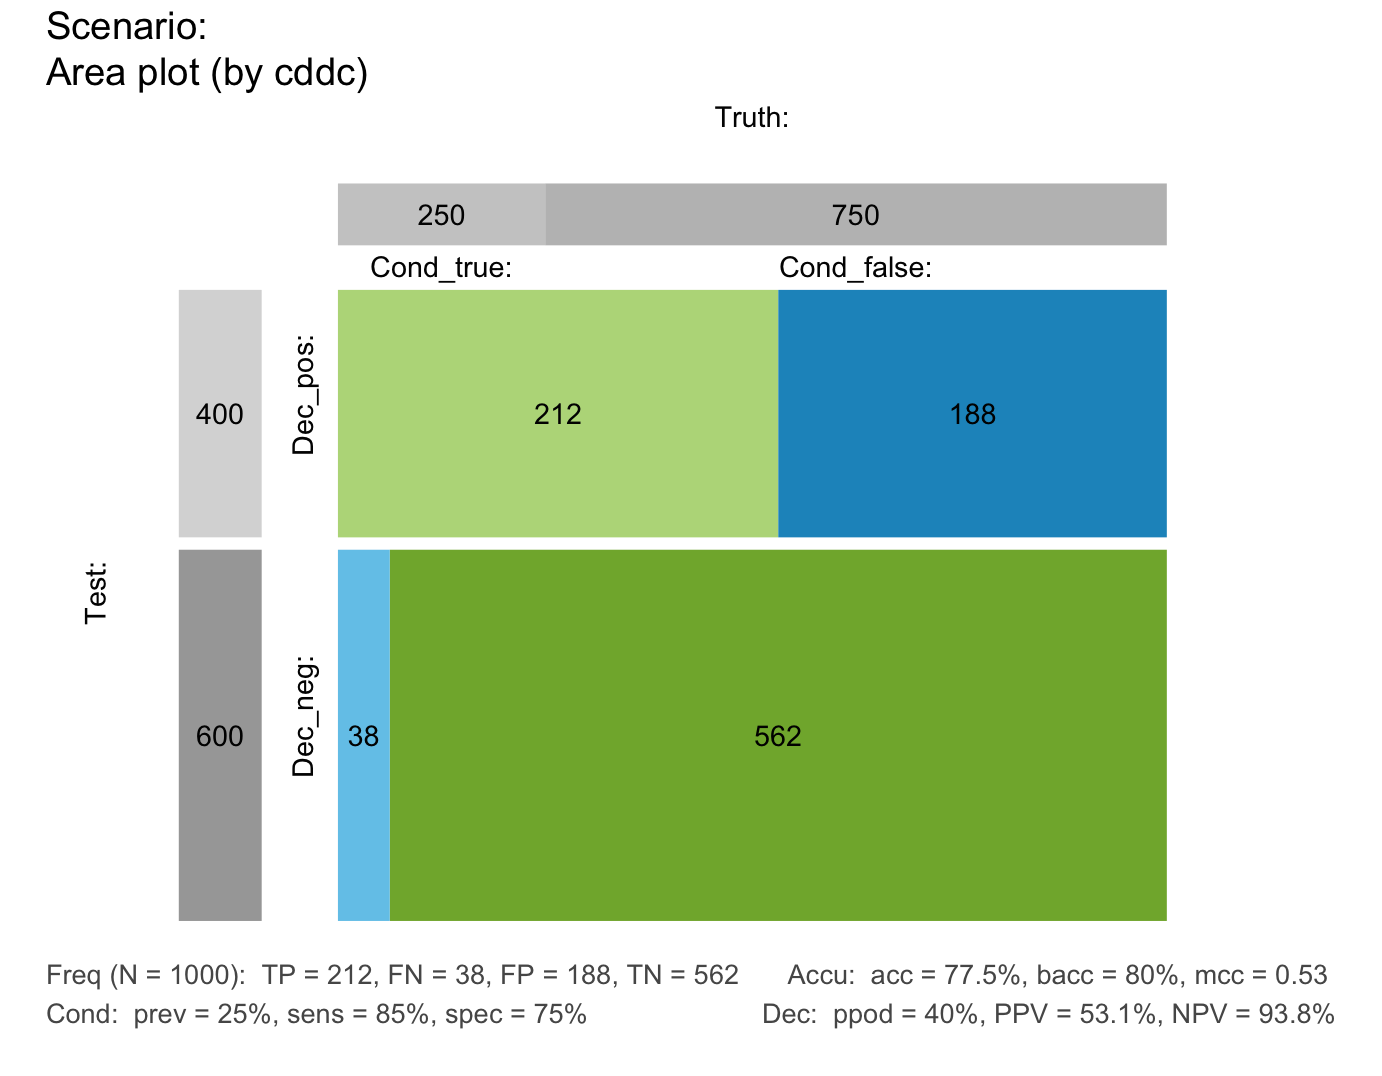 Scenario:
Area plot (by cddc)
Truth:
250 750
Cond_true: Cond_false:
Test:
400
Dec_pos:
212 188
600
Dec_neg:
38 562
Freq (N = 1000):  TP = 212, FN = 38, FP = 188, TN = 562 Accu:  acc = 77.5%, bacc = 80%, mcc = 0.53
Cond:  prev = 25%, sens = 85%, spec = 75% Dec:  ppod = 40%, PPV = 53.1%, NPV = 93.8%